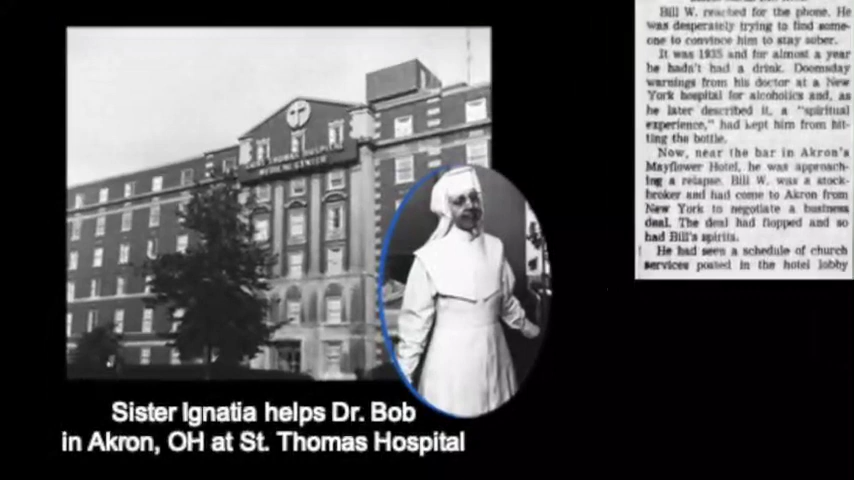 ST. THOMAS HOSPITAL
MEDICAL CENTER
Sister Ignatia helps Dr. Bob
in Akron, OH at St. Thomas Hospital
Bill W. reached for the phone. He
was desperately trying to find some-
one to convince him to stay sober.
It was 1935 and for almost a year
he hadn't had a drink. Doomsday
warnings from his doctor at a New
York hospital for alcoholics and, as
he later described it, a "spiritual
experience," had kept him from hit-
ting the bottle.
Now, near the bar in Akron's
Mayflower Hotel, he was approach-
ing a relapse. Bill W. was a stock-
broker and had come to Akron from
New York to negotiate a business
deal. The deal had flopped and so
had Bill's spirits.
He had seen a schedule of church
services posted in the hotel lobby